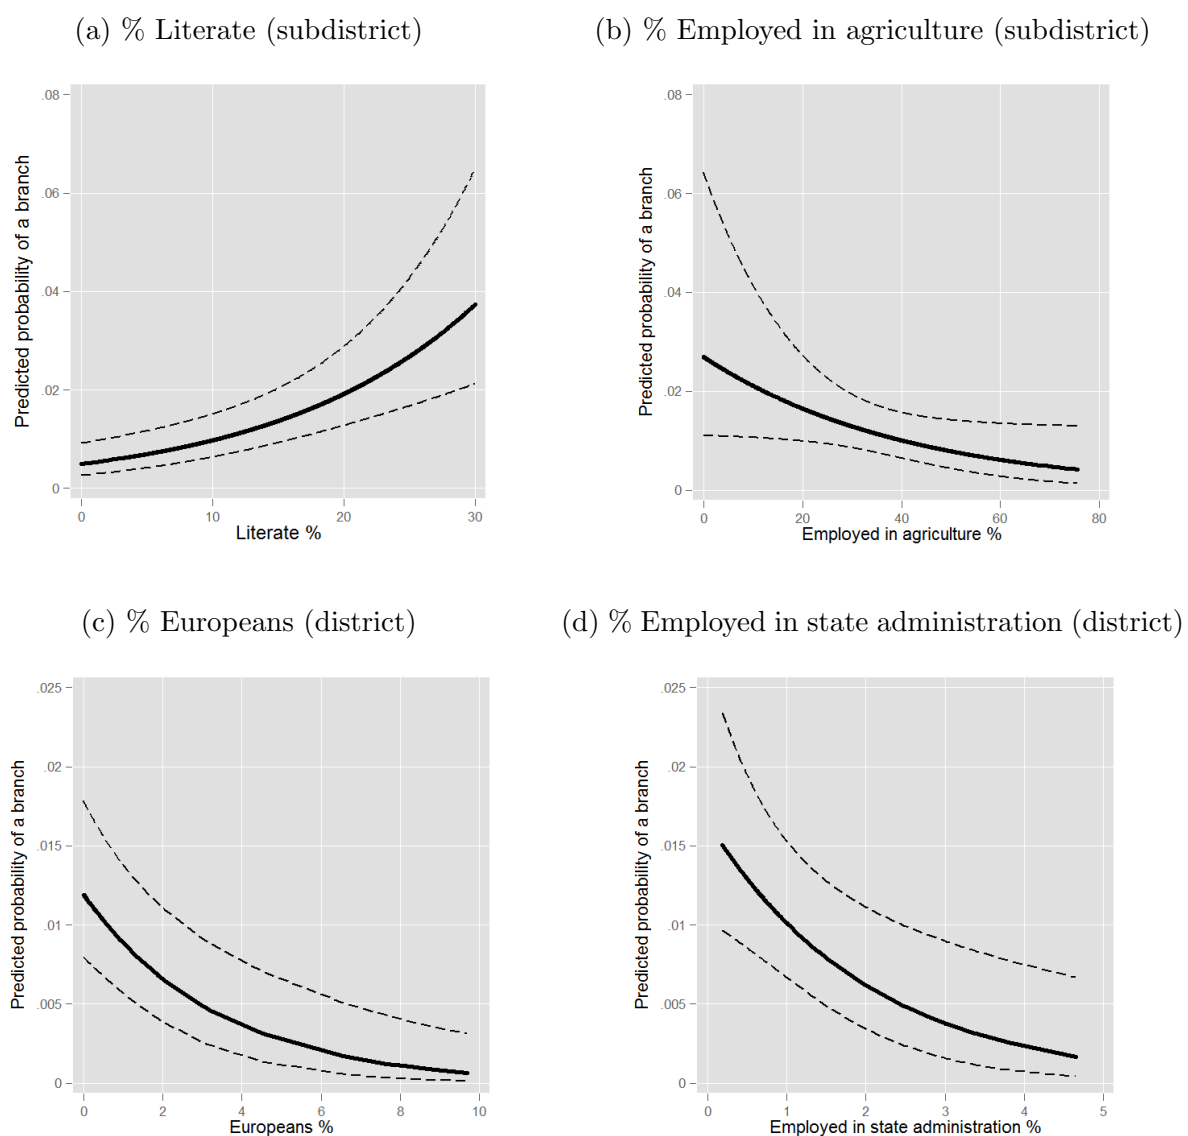 (a) % Literate (subdistrict)
(b) % Employed in agriculture (subdistrict)
Predicted probability of a branch
.08
.06
.04
.02
0
0 10 20 30
Literate %
Predicted probability of a branch
.08
.06
.04
.02
0
0 20 40 60 80
Employed in agriculture %
(c) % Europeans (district)
(d) % Employed in state administration (district)
Predicted probability of a branch
.025
.02
.015
.01
.005
0
0 2 4 6 8 10
Europeans %
Predicted probability of a branch
.025
.02
.015
.01
.005
0
0 1 2 3 4 5
Employed in state administration %